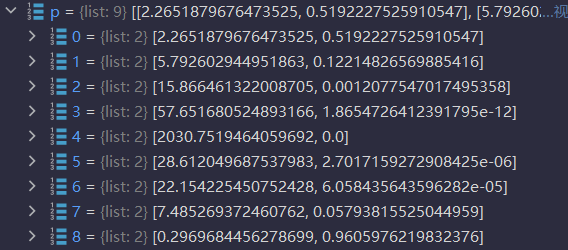 p = {list: 9} [[2.2651879676473525, 0.5192227525910547], [5.79260...视
0 = {list: 2} [2.2651879676473525, 0.5192227525910547]
1 = {list: 2} [5.792602944951863, 0.12214826569885416]
2 = {list: 2} [15.866461322008705, 0.0012077547017495358]
3 = {list: 2} [57.651680524893166, 1.8654726412391795e-12]
4 = {list: 2} [2030.7519464059692, 0.0]
5 = {list: 2} [28.612049687537983, 2.7017159272908425e-06]
6 = {list: 2} [22.154225450752428, 6.058435643596282e-05]
7 = {list: 2} [7.485269372460762, 0.05793815525044959]
8 = {list: 2} [0.2969684456278699, 0.9605976219832376]